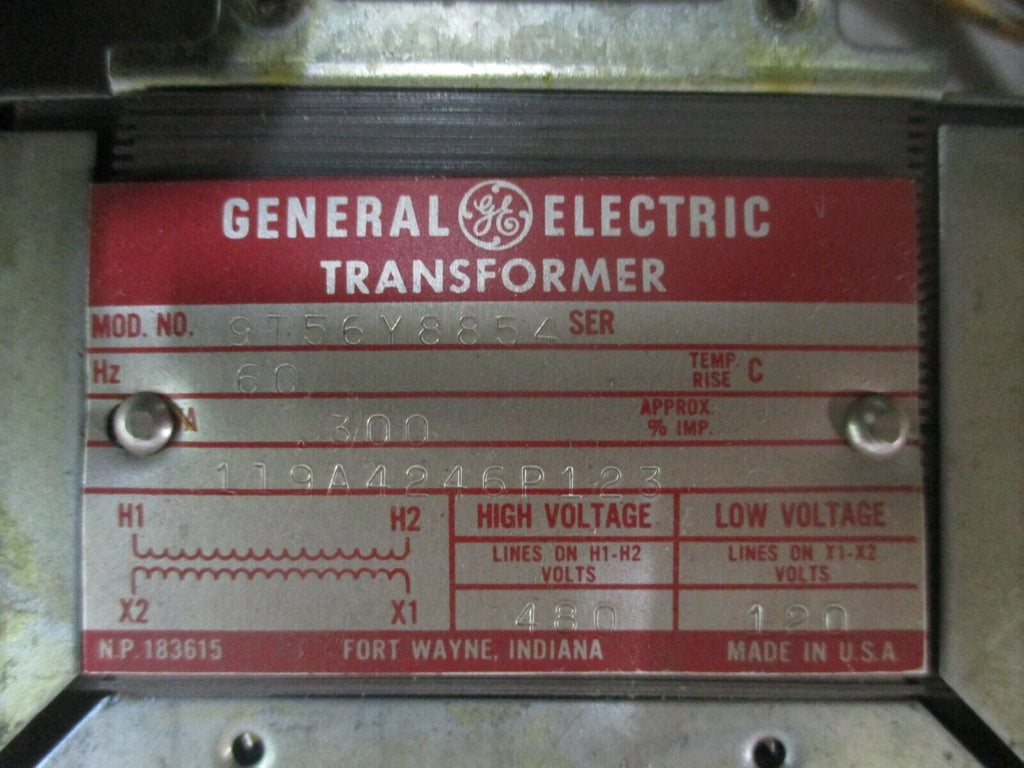 GENERAL GE ELECTRIC
TRANSFORMER
MOD. NO. 9T56Y8854 SER
Hz 60 TEMP. RISE C
.300 APPROX. % IMP.
119A4246P123
H1 H2 HIGH VOLTAGE LOW VOLTAGE
LINES ON H1-H2 VOLTS LINES ON X1-X2 VOLTS
X2 X1 480 120
N.P. 183615 FORT WAYNE, INDIANA MADE IN U.S.A.